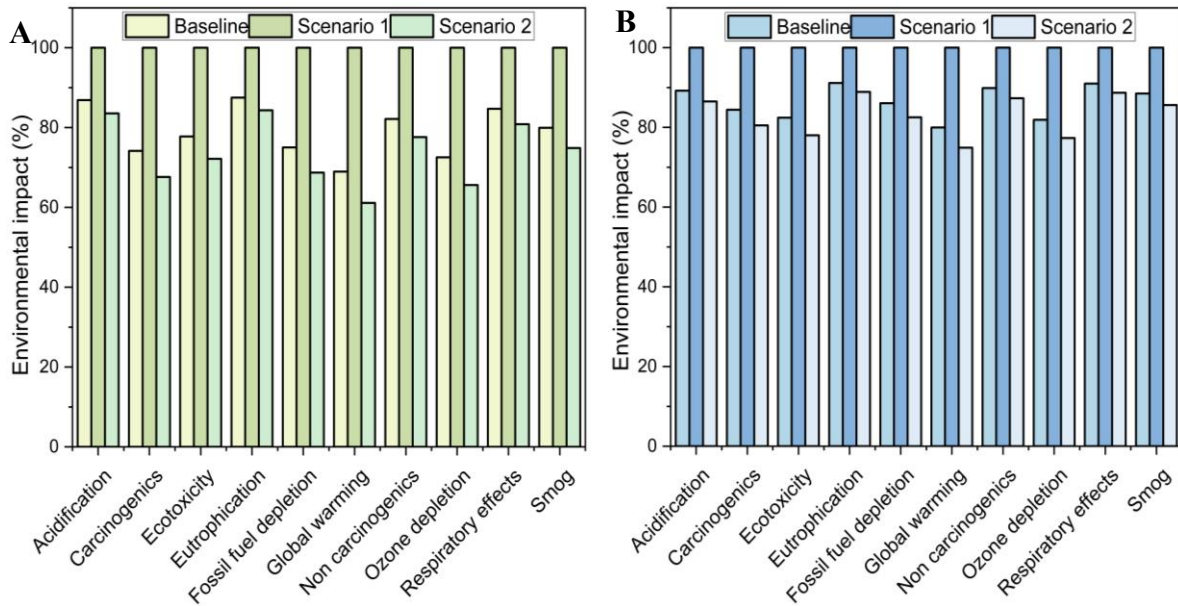 A
Baseline Scenario 1 Scenario 2
Environmental impact (%)
100
80
60
40
20
0
Acidification
Carcinogenics
Ecotoxicity
Eutrophication
Fossil fuel depletion
Global warming
Non carcinogenics
Ozone depletion
Respiratory effects
Smog
B
Baseline Scenario 1 Scenario 2
Environmental impact (%)
100
80
60
40
20
0
Acidification
Carcinogenics
Ecotoxicity
Eutrophication
Fossil fuel depletion
Global warming
Non carcinogenics
Ozone depletion
Respiratory effects
Smog